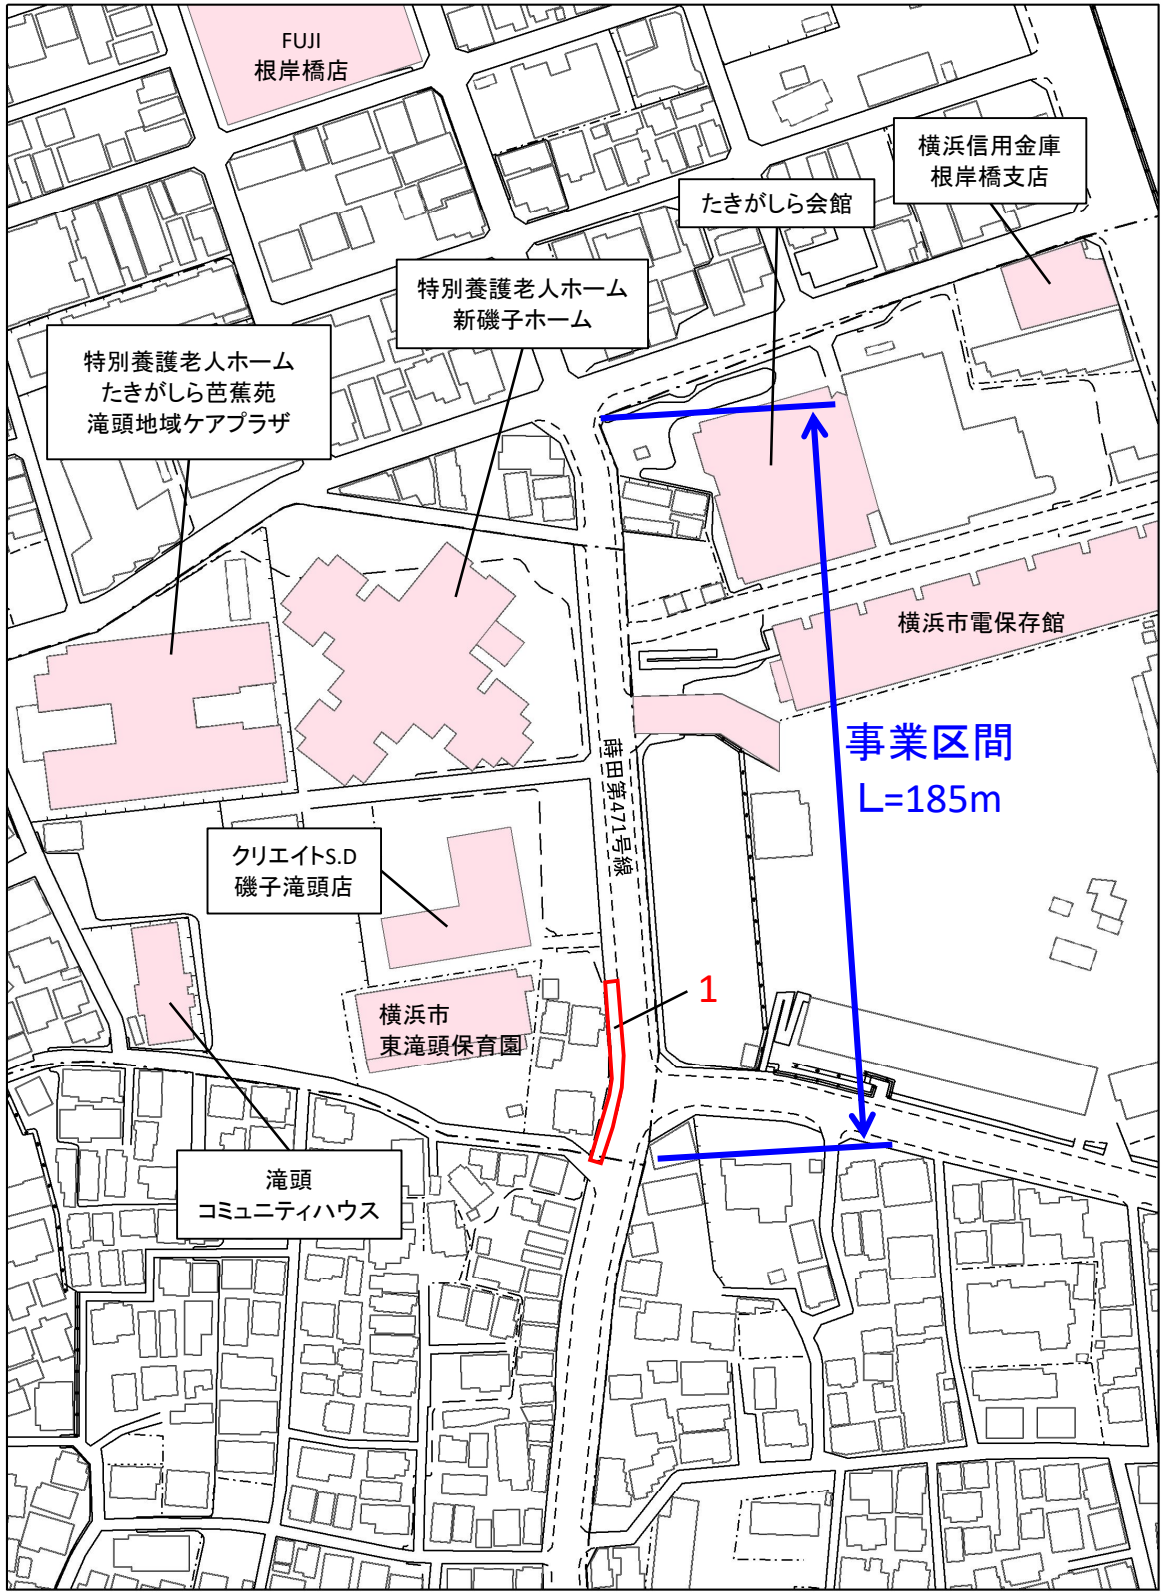 FUJI
根岸橋店
横浜信用金庫
根岸橋支店
たきがしら会館
特別養護老人ホーム
新磯子ホーム
特別養護老人ホーム
たきがしら芭蕉苑
滝頭地域ケアプラザ
横浜市電保存館
事業区間
L=185m
蒔田第471号線
クリエイトS.D
磯子滝頭店
1
横浜市
東滝頭保育園
滝頭
コミュニティハウス